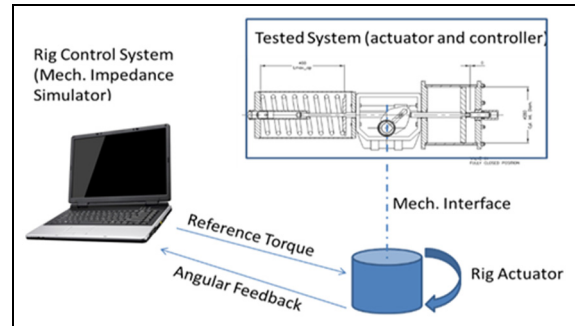 Rig Control System
(Mech. Impedance
Simulator)
Tested System (actuator and controller)
Mech. Interface
Reference Torque
Angular Feedback
Rig Actuator